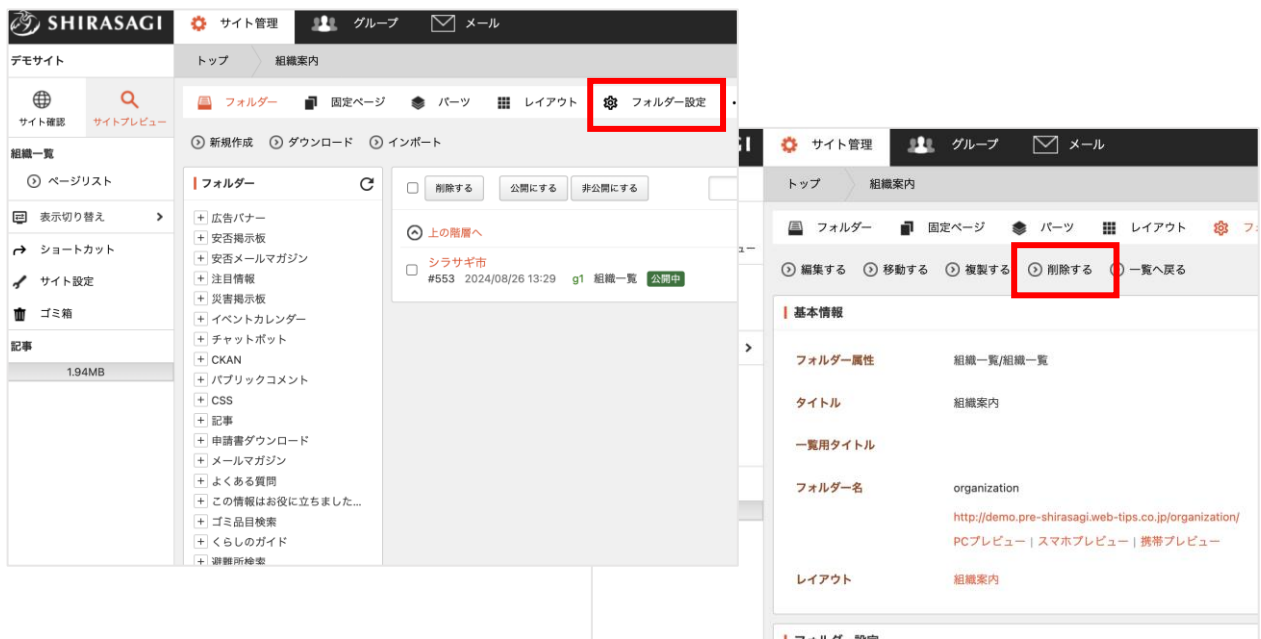 SHIRASAGI
サイト管理
グループ
メール
デモサイト
トップ
組織案内
サイト確認
サイトプレビュー
フォルダー
固定ページ
パーツ
レイアウト
フォルダー設定
新規作成
ダウンロード
インポート
組織一覧
ページリスト
表示切り替え
ショートカット
サイト設定
ゴミ箱
記事
1.94MB
フォルダー
広告バナー
安否掲示板
安否メールマガジン
注目情報
災害掲示板
イベントカレンダー
チャットボット
CKAN
パブリックコメント
CSS
記事
申請書ダウンロード
メールマガジン
よくある質問
この情報はお役に立ちました...
ゴミ品目検索
くらしのガイド
避難所検索
削除する
公開にする
非公開にする
上の階層へ
シラサギ市
#553 2024/08/26 13:29 g1 組織一覧 公開中
サイト管理
グループ
メール
トップ
組織案内
フォルダー
固定ページ
パーツ
レイアウト
編集する
移動する
複製する
削除する
一覧へ戻る
基本情報
フォルダー属性
組織一覧/組織一覧
タイトル
組織案内
一覧用タイトル
フォルダー名
organization
http://demo.pre-shirasagi.web-tips.co.jp/organization/
PCプレビュー | スマホプレビュー | 携帯プレビュー
レイアウト
組織案内
フォルダー設定